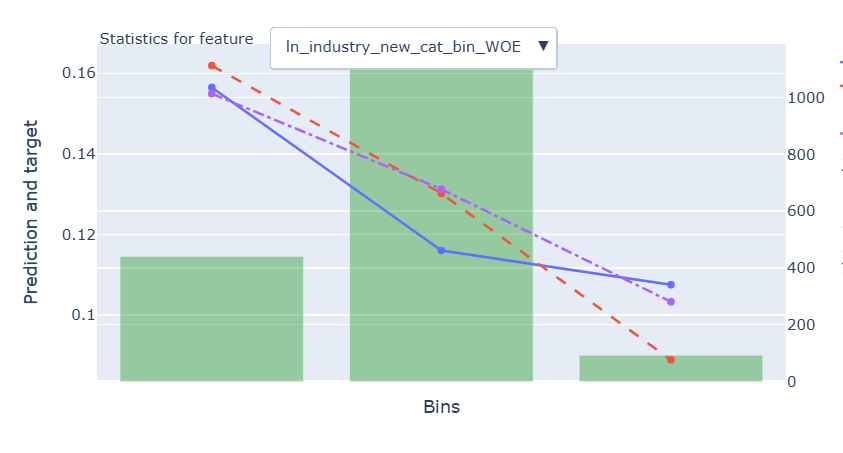 Statistics for feature
ln_industry_new_cat_bin_WOE ▼
0.16
0.14
0.12
0.1
Prediction and target
1000
800
600
400
200
0
Bins